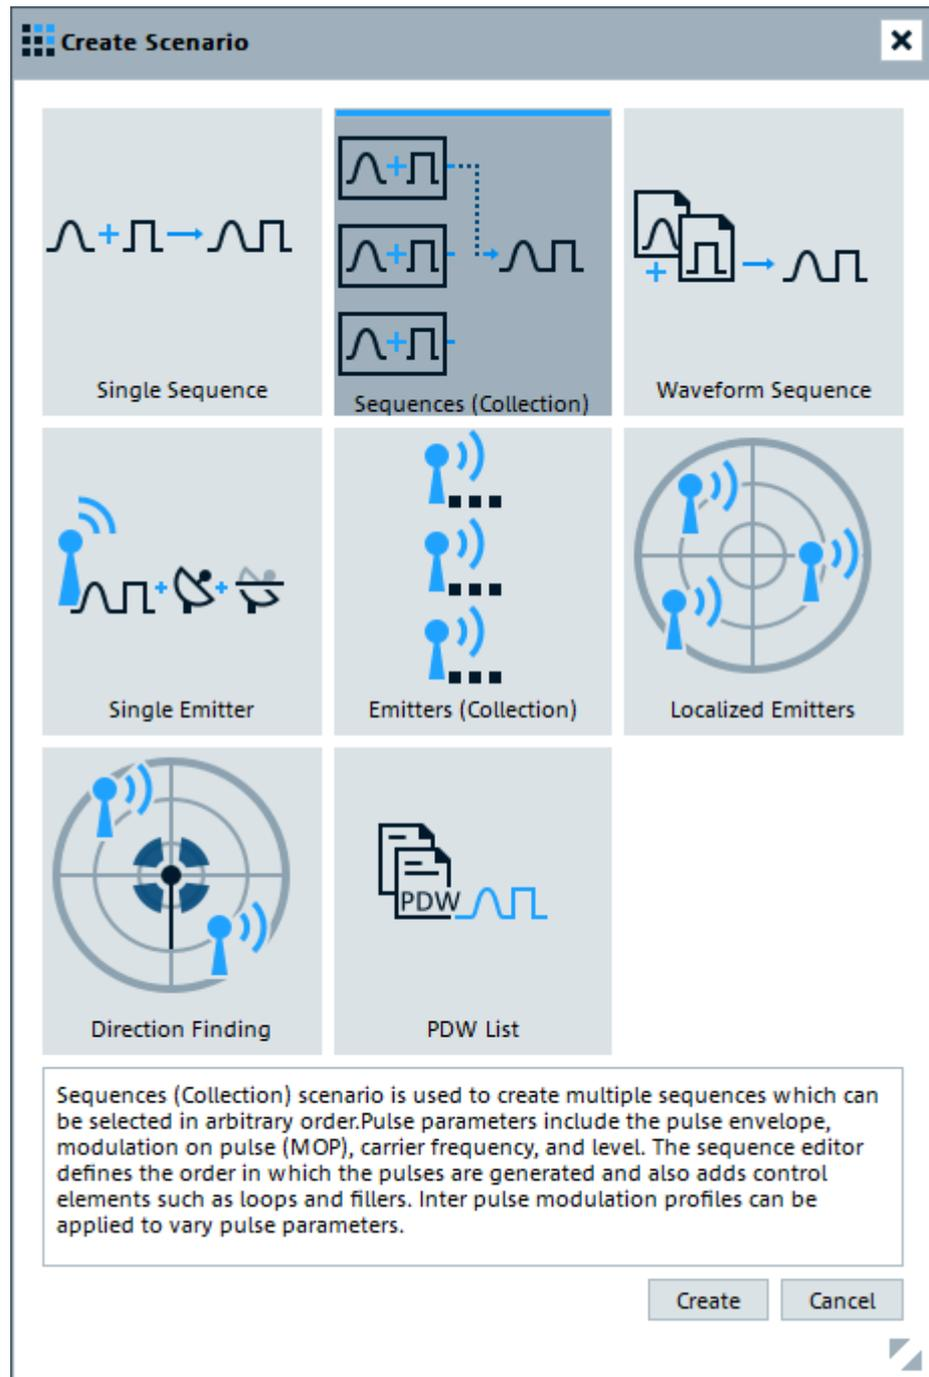 Create Scenario
Single Sequence
Sequences (Collection)
Waveform Sequence
Single Emitter
Emitters (Collection)
Localized Emitters
Direction Finding
PDW
PDW List
Sequences (Collection) scenario is used to create multiple sequences which can
be selected in arbitrary order.Pulse parameters include the pulse envelope,
modulation on pulse (MOP), carrier frequency, and level. The sequence editor
defines the order in which the pulses are generated and also adds control
elements such as loops and fillers. Inter pulse modulation profiles can be
applied to vary pulse parameters.
Create
Cancel